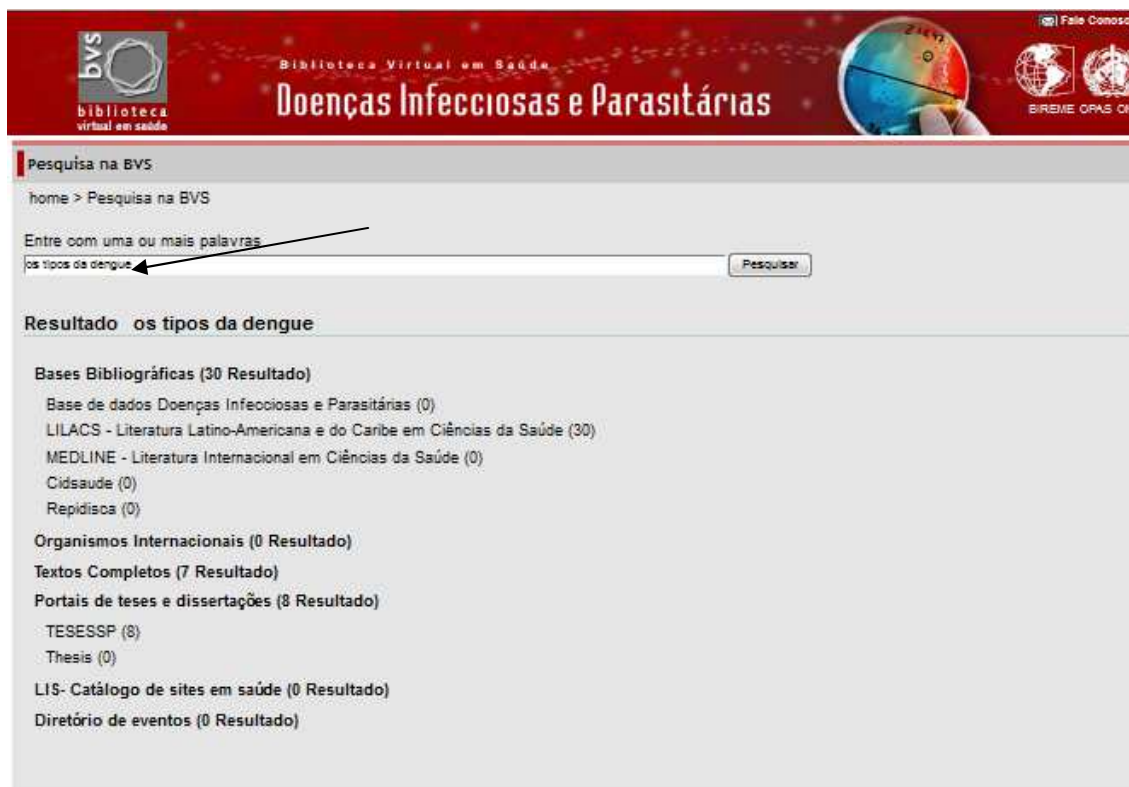 Fale Conosco
bvs
biblioteca
virtual em saúde
Biblioteca Virtual em Saúde
Doenças Infecciosas e Parasitárias
BIREME OPAS
Pesquisa na BVS
home > Pesquisa na BVS
Entre com uma ou mais palavras
os tipos da dengue
Pesquisar
Resultado os tipos da dengue
Bases Bibliográficas (30 Resultado)
Base de dados Doenças Infecciosas e Parasitárias (0)
LILACS - Literatura Latino-Americana e do Caribe em Ciências da Saúde (30)
MEDLINE - Literatura Internacional em Ciências da Saúde (0)
Cidsaude (0)
Repidisca (0)
Organismos Internacionais (0 Resultado)
Textos Completos (7 Resultado)
Portais de teses e dissertações (8 Resultado)
TESESSP (8)
Thesis (0)
LIS- Catálogo de sites em saúde (0 Resultado)
Diretório de eventos (0 Resultado)